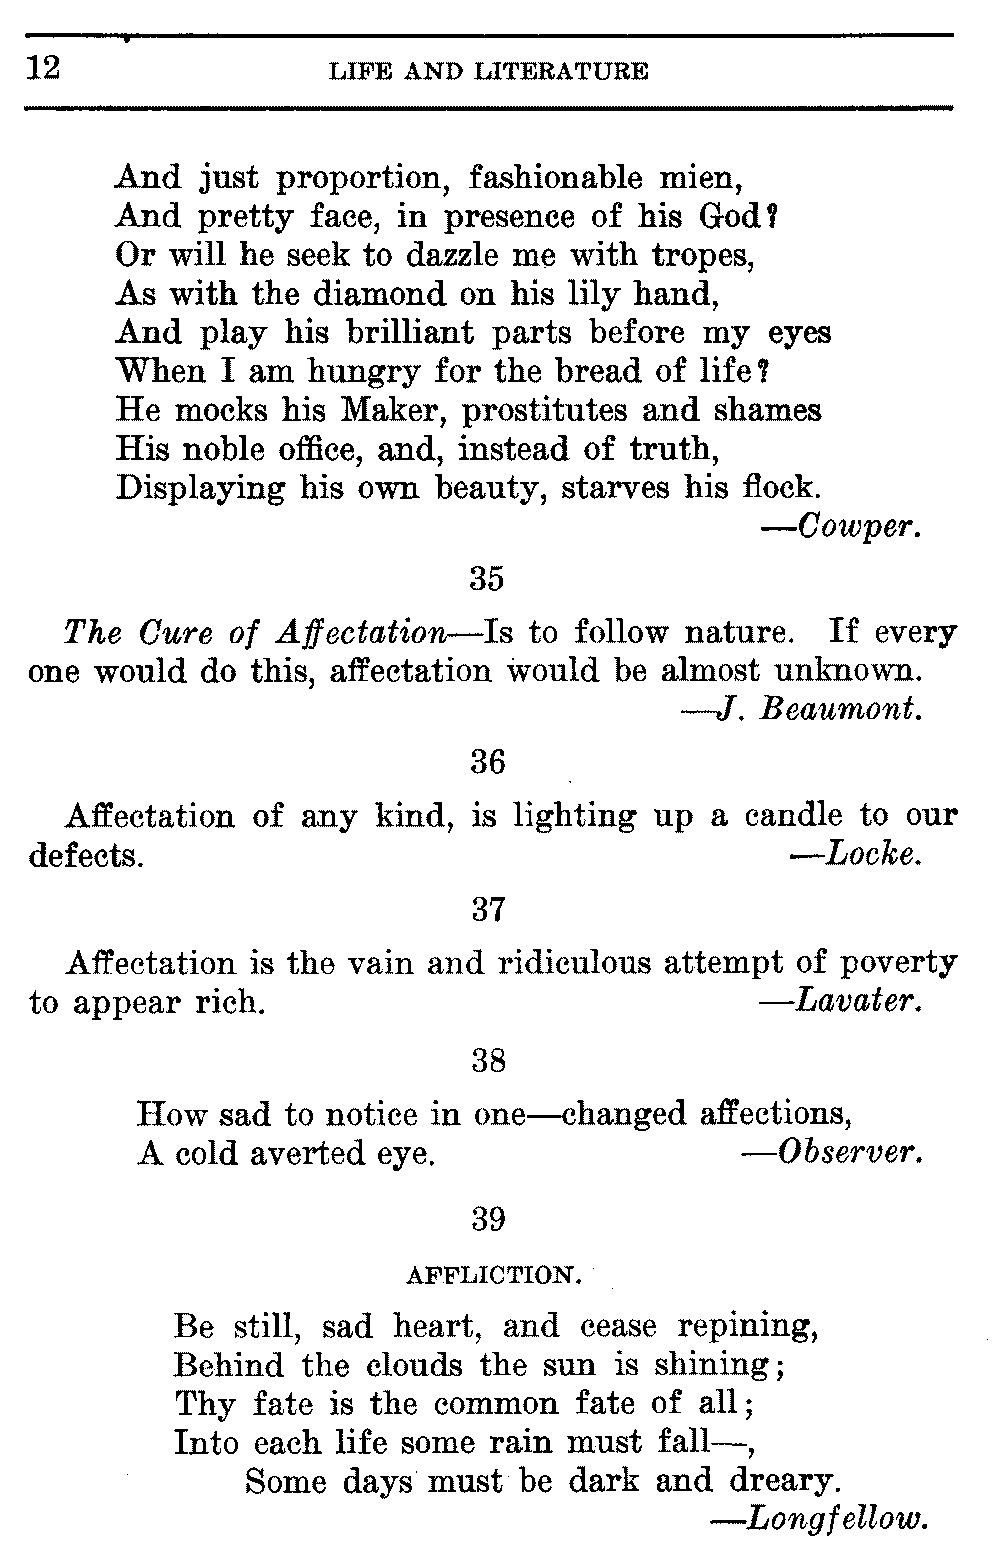 12 LIFE AND LITERATURE
And just proportion, fashionable mien,
And pretty face, in presence of his God?
Or will he seek to dazzle me with tropes,
As with the diamond on his lily hand,
And play his brilliant parts before my eyes
When I am hungry for the bread of life?
He mocks his Maker, prostitutes and shames
His noble office, and, instead of truth,
Displaying his own beauty, starves his flock.
—Cowper.
35
The Cure of Affectation—Is to follow nature. If every
one would do this, affectation would be almost unknown.
—J. Beaumont.
36
Affectation of any kind, is lighting up a candle to our
defects. —Locke.
37
Affectation is the vain and ridiculous attempt of poverty
to appear rich. —Lavater.
38
How sad to notice in one—changed affections,
A cold averted eye. —Observer.
39
AFFLICTION.
Be still, sad heart, and cease repining,
Behind the clouds the sun is shining;
Thy fate is the common fate of all;
Into each life some rain must fall—,
Some days must be dark and dreary.
—Longfellow.